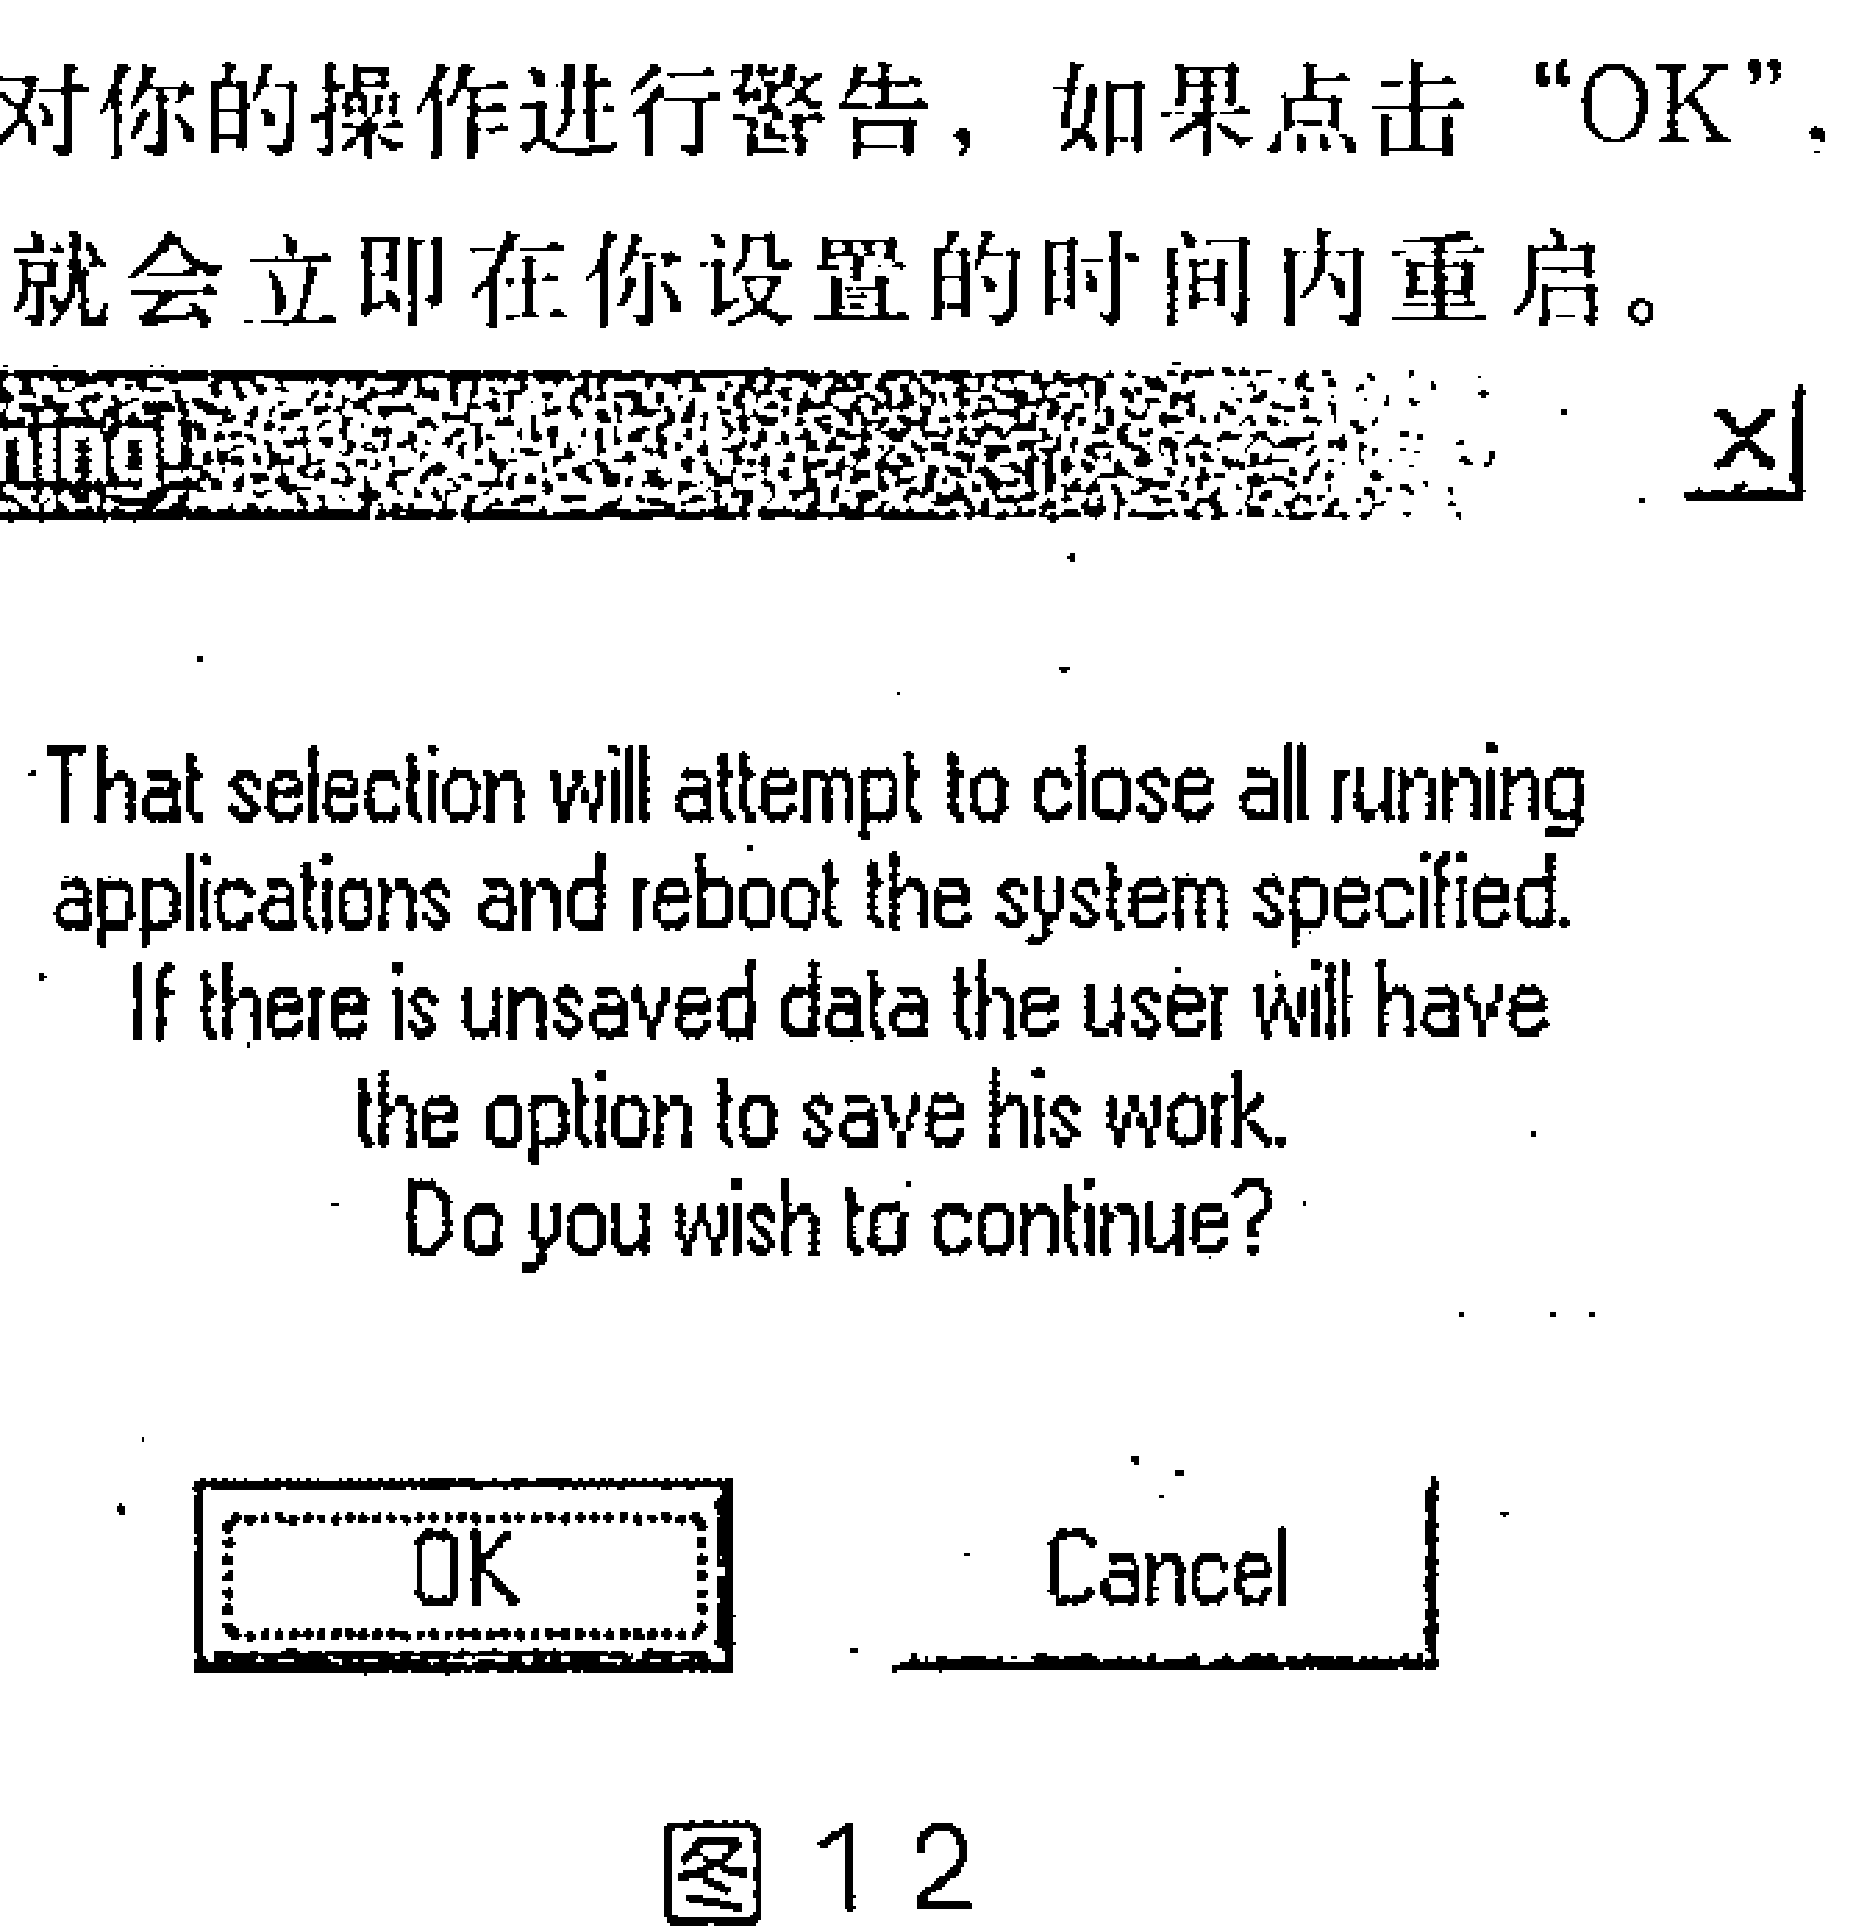 对你的操作进行警告，如果点击“OK”.
就会立即在你设置的时间内重启。
ning!
That selection will attempt to close all running
applications and reboot the system specified.
If there is unsaved data the user will have
the option to save his work.
Do you wish to continue?
OK
Cancel
图 12